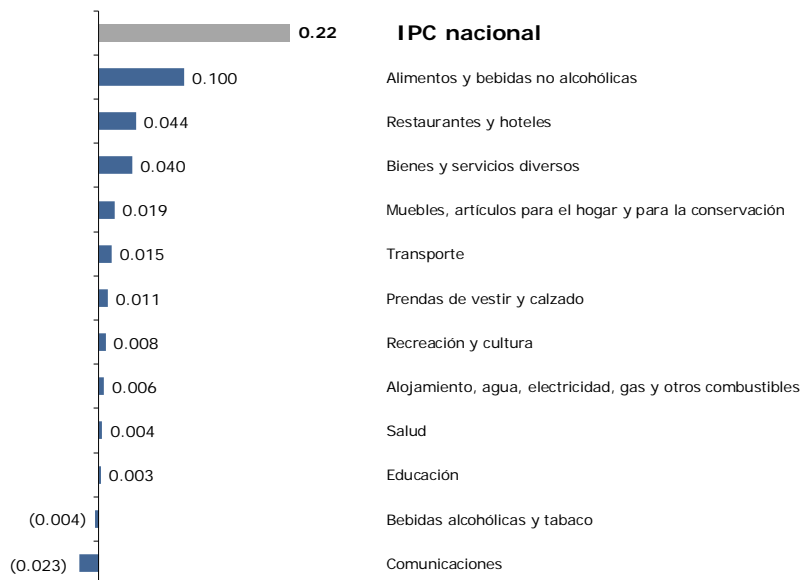 0.22 IPC nacional
0.100 Alimentos y bebidas no alcohólicas
0.044 Restaurantes y hoteles
0.040 Bienes y servicios diversos
0.019 Muebles, artículos para el hogar y para la conservación
0.015 Transporte
0.011 Prendas de vestir y calzado
0.008 Recreación y cultura
0.006 Alojamiento, agua, electricidad, gas y otros combustibles
0.004 Salud
0.003 Educación
(0.004) Bebidas alcohólicas y tabaco
(0.023) Comunicaciones